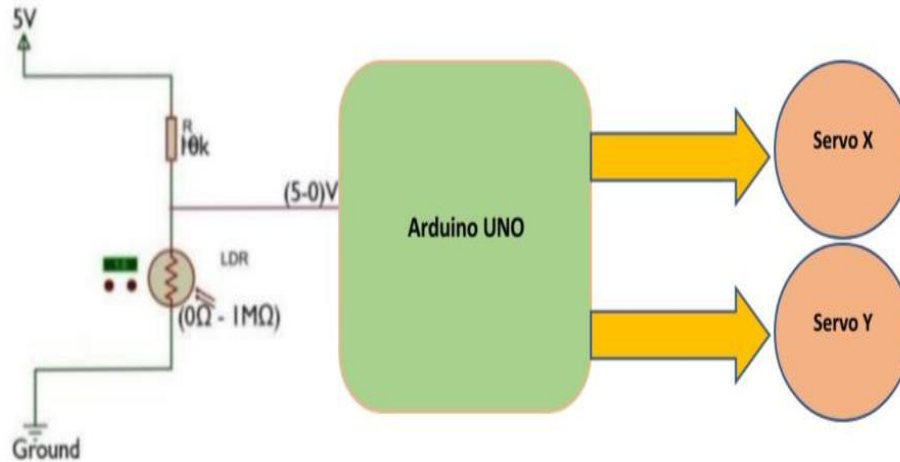 5V
R
10k
(5-0)V
LDR
(0Ω - 1MΩ)
Ground
Arduino UNO
Servo X
Servo Y